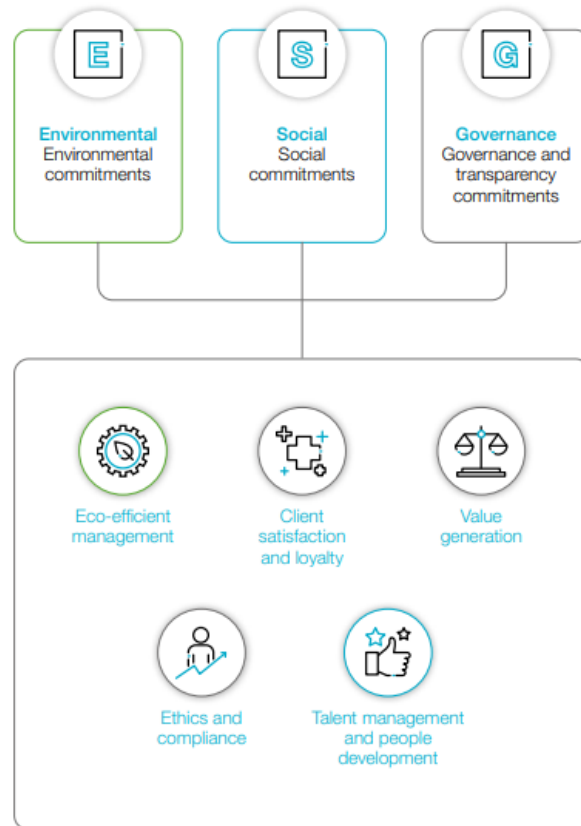 E
S
G
Environmental
Environmental
commitments
Social
Social
commitments
Governance
Governance and
transparency
commitments
Eco-efficient
management
Client
satisfaction
and loyalty
Value
generation
Ethics and
compliance
Talent management
and people
development